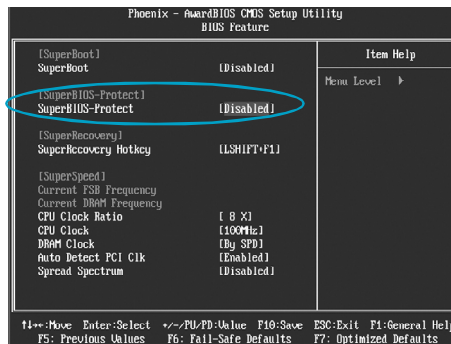 Phoenix - AwardBIOS CMOS Setup Utility
BIOS Feature
Item Help
[SuperBoot]
SuperBoot [Disabled]
Menu Level ▸
[SuperBIOS-Protect]
SuperBIOS-Protect [Disabled]
[SuperRecovery]
SuperRecovery Hotkey [LSHIFT+F1]
[SuperSpeed]
Current FSB Frequency
Current DRAM Frequency
CPU Clock Ratio [ 8 X]
CPU Clock [100MHz]
DRAM Clock [By SPD]
Auto Detect PCI Clk [Enabled]
Spread Spectrum [Disabled]
↑↓→←:Move Enter:Select +/-/PU/PD:Value F10:Save ESC:Exit F1:General Help
F5: Previous Values F6: Fail-Safe Defaults F7: Optimized Defaults